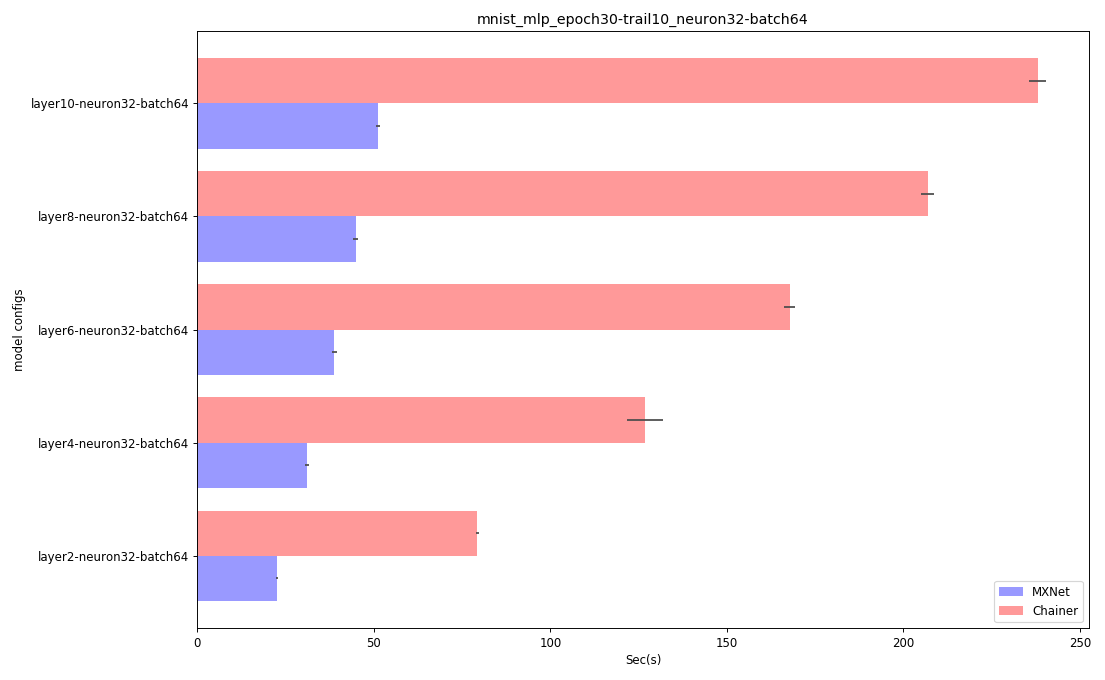 mnist_mlp_epoch30-trail10_neuron32-batch64
layer10-neuron32-batch64
layer8-neuron32-batch64
layer6-neuron32-batch64
layer4-neuron32-batch64
layer2-neuron32-batch64
model configs
MXNet
Chainer
0 50 100 150 200 250
Sec(s)